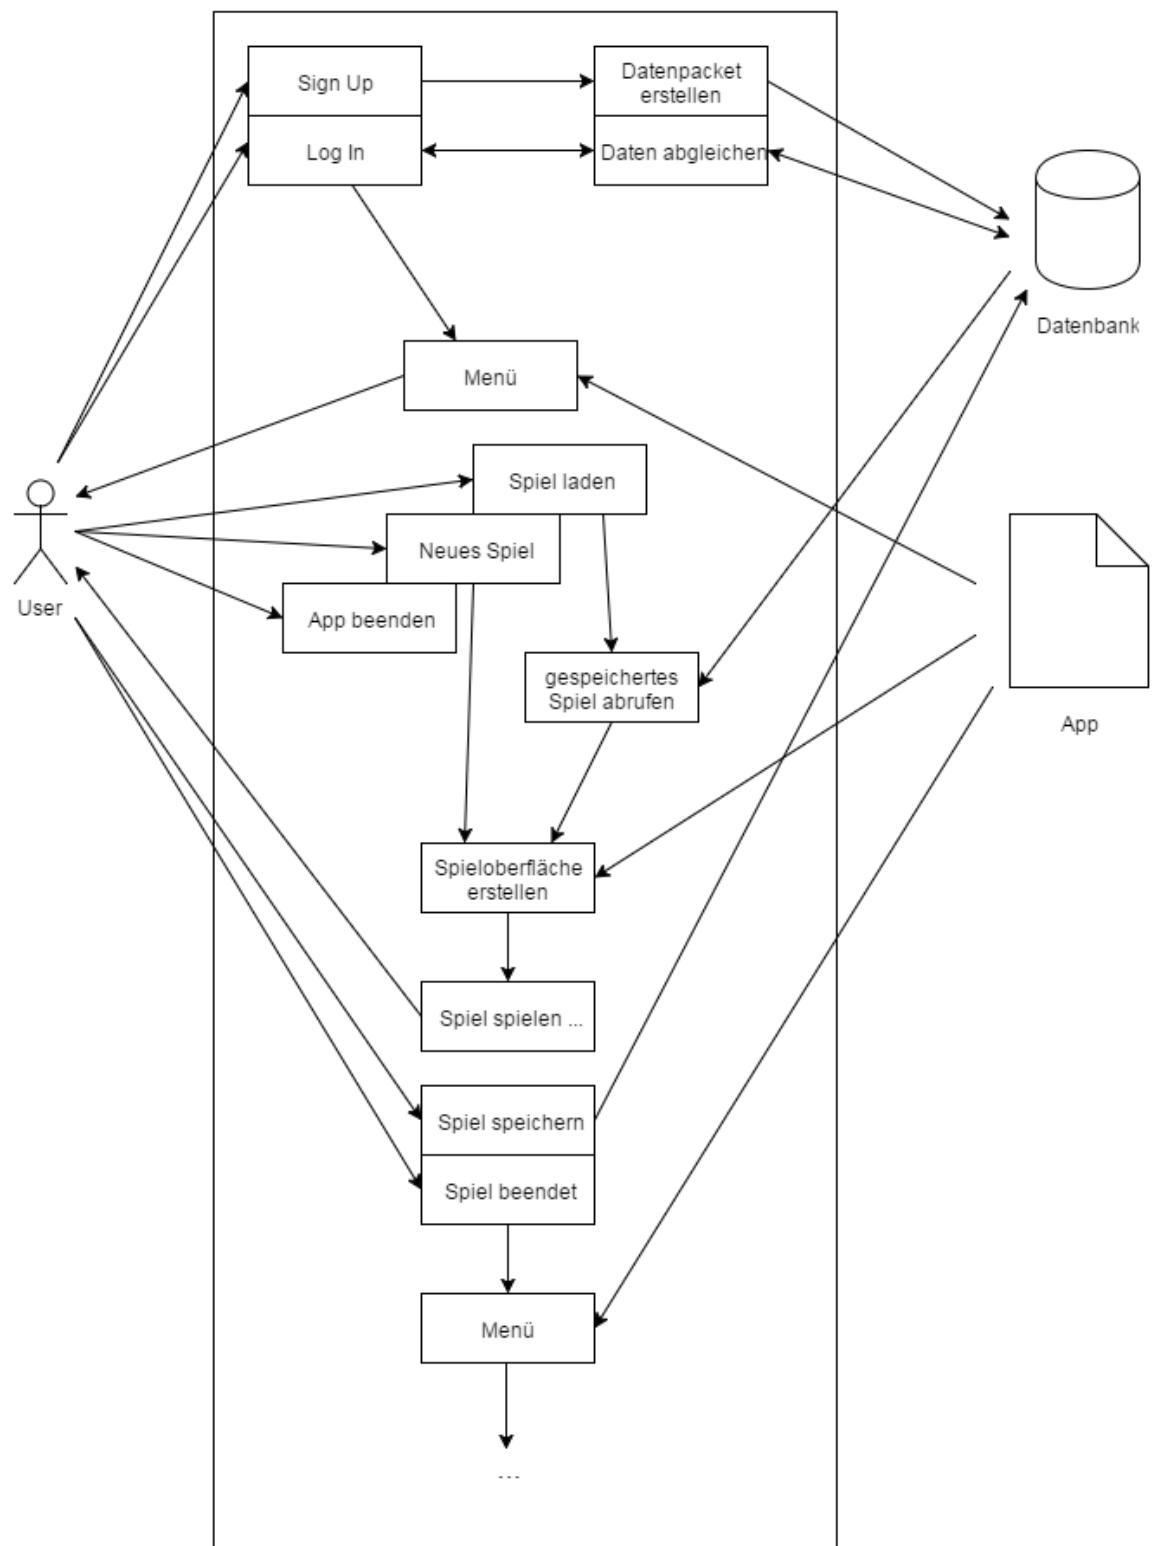 Sign Up
Datenpacket
erstellen
Log In
Daten abgleichen
Datenbank
Menü
Spiel laden
Neues Spiel
App beenden
User
gespeichertes
Spiel abrufen
App
Spieloberfläche
erstellen
Spiel spielen ...
Spiel speichern
Spiel beendet
Menü
...